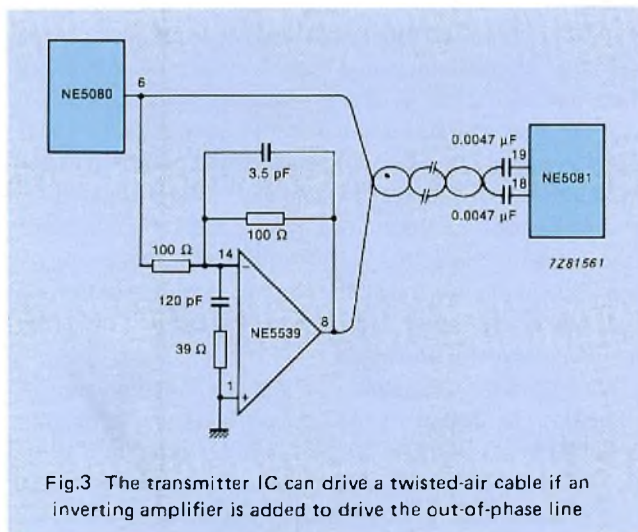 NE5080
6
3.5 pF
100 Ω
100 Ω
14
−
120 pF
39 Ω
NE5539
8
1
+
0.0047 µF
19
18
0.0047 µF
NE5081
7Z81561
Fig.3 The transmitter IC can drive a twisted-air cable if an
inverting amplifier is added to drive the out-of-phase line